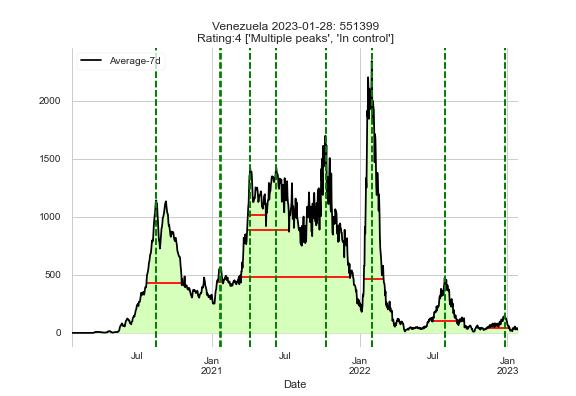 Venezuela 2023-01-28: 551399
Rating:4 ['Multiple peaks', 'In control']
Average-7d
2000
1500
1000
500
0
Jul
Jan
2021
Jul
Jan
2022
Jul
Jan
2023
Date